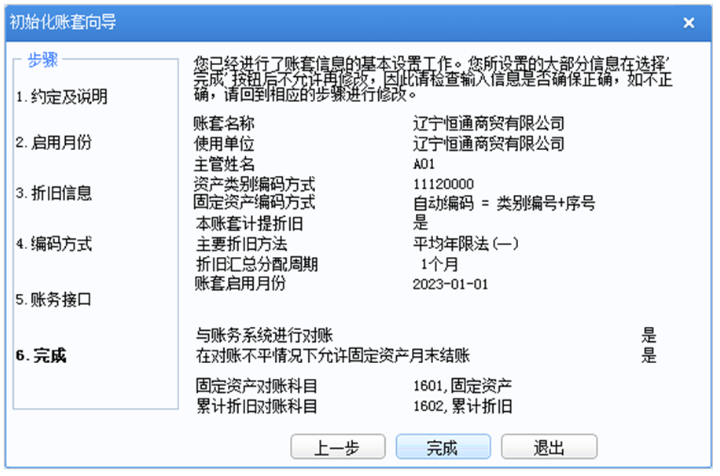 初始化账套向导
步骤
1.约定及说明
2.启用月份
3.折旧信息
4.编码方式
5.账务接口
6.完成
您已经进行了账套信息的基本设置工作。您所设置的大部分信息在选择'
完成'按钮后不允许再修改，因此请检查输入信息是否确保正确，如不正
确，请回到相应的步骤进行修改。
账套名称 辽宁恒通商贸有限公司
使用单位 辽宁恒通商贸有限公司
主管姓名 A01
资产类别编码方式 11120000
固定资产编码方式 自动编码 = 类别编号+序号
本账套计提折旧 是
主要折旧方法 平均年限法(一)
折旧汇总分配周期 1个月
账套启用月份 2023-01-01
与账务系统进行对账 是
在对账不平情况下允许固定资产月末结账 是
固定资产对账科目 1601,固定资产
累计折旧对账科目 1602,累计折旧
上一步 完成 退出